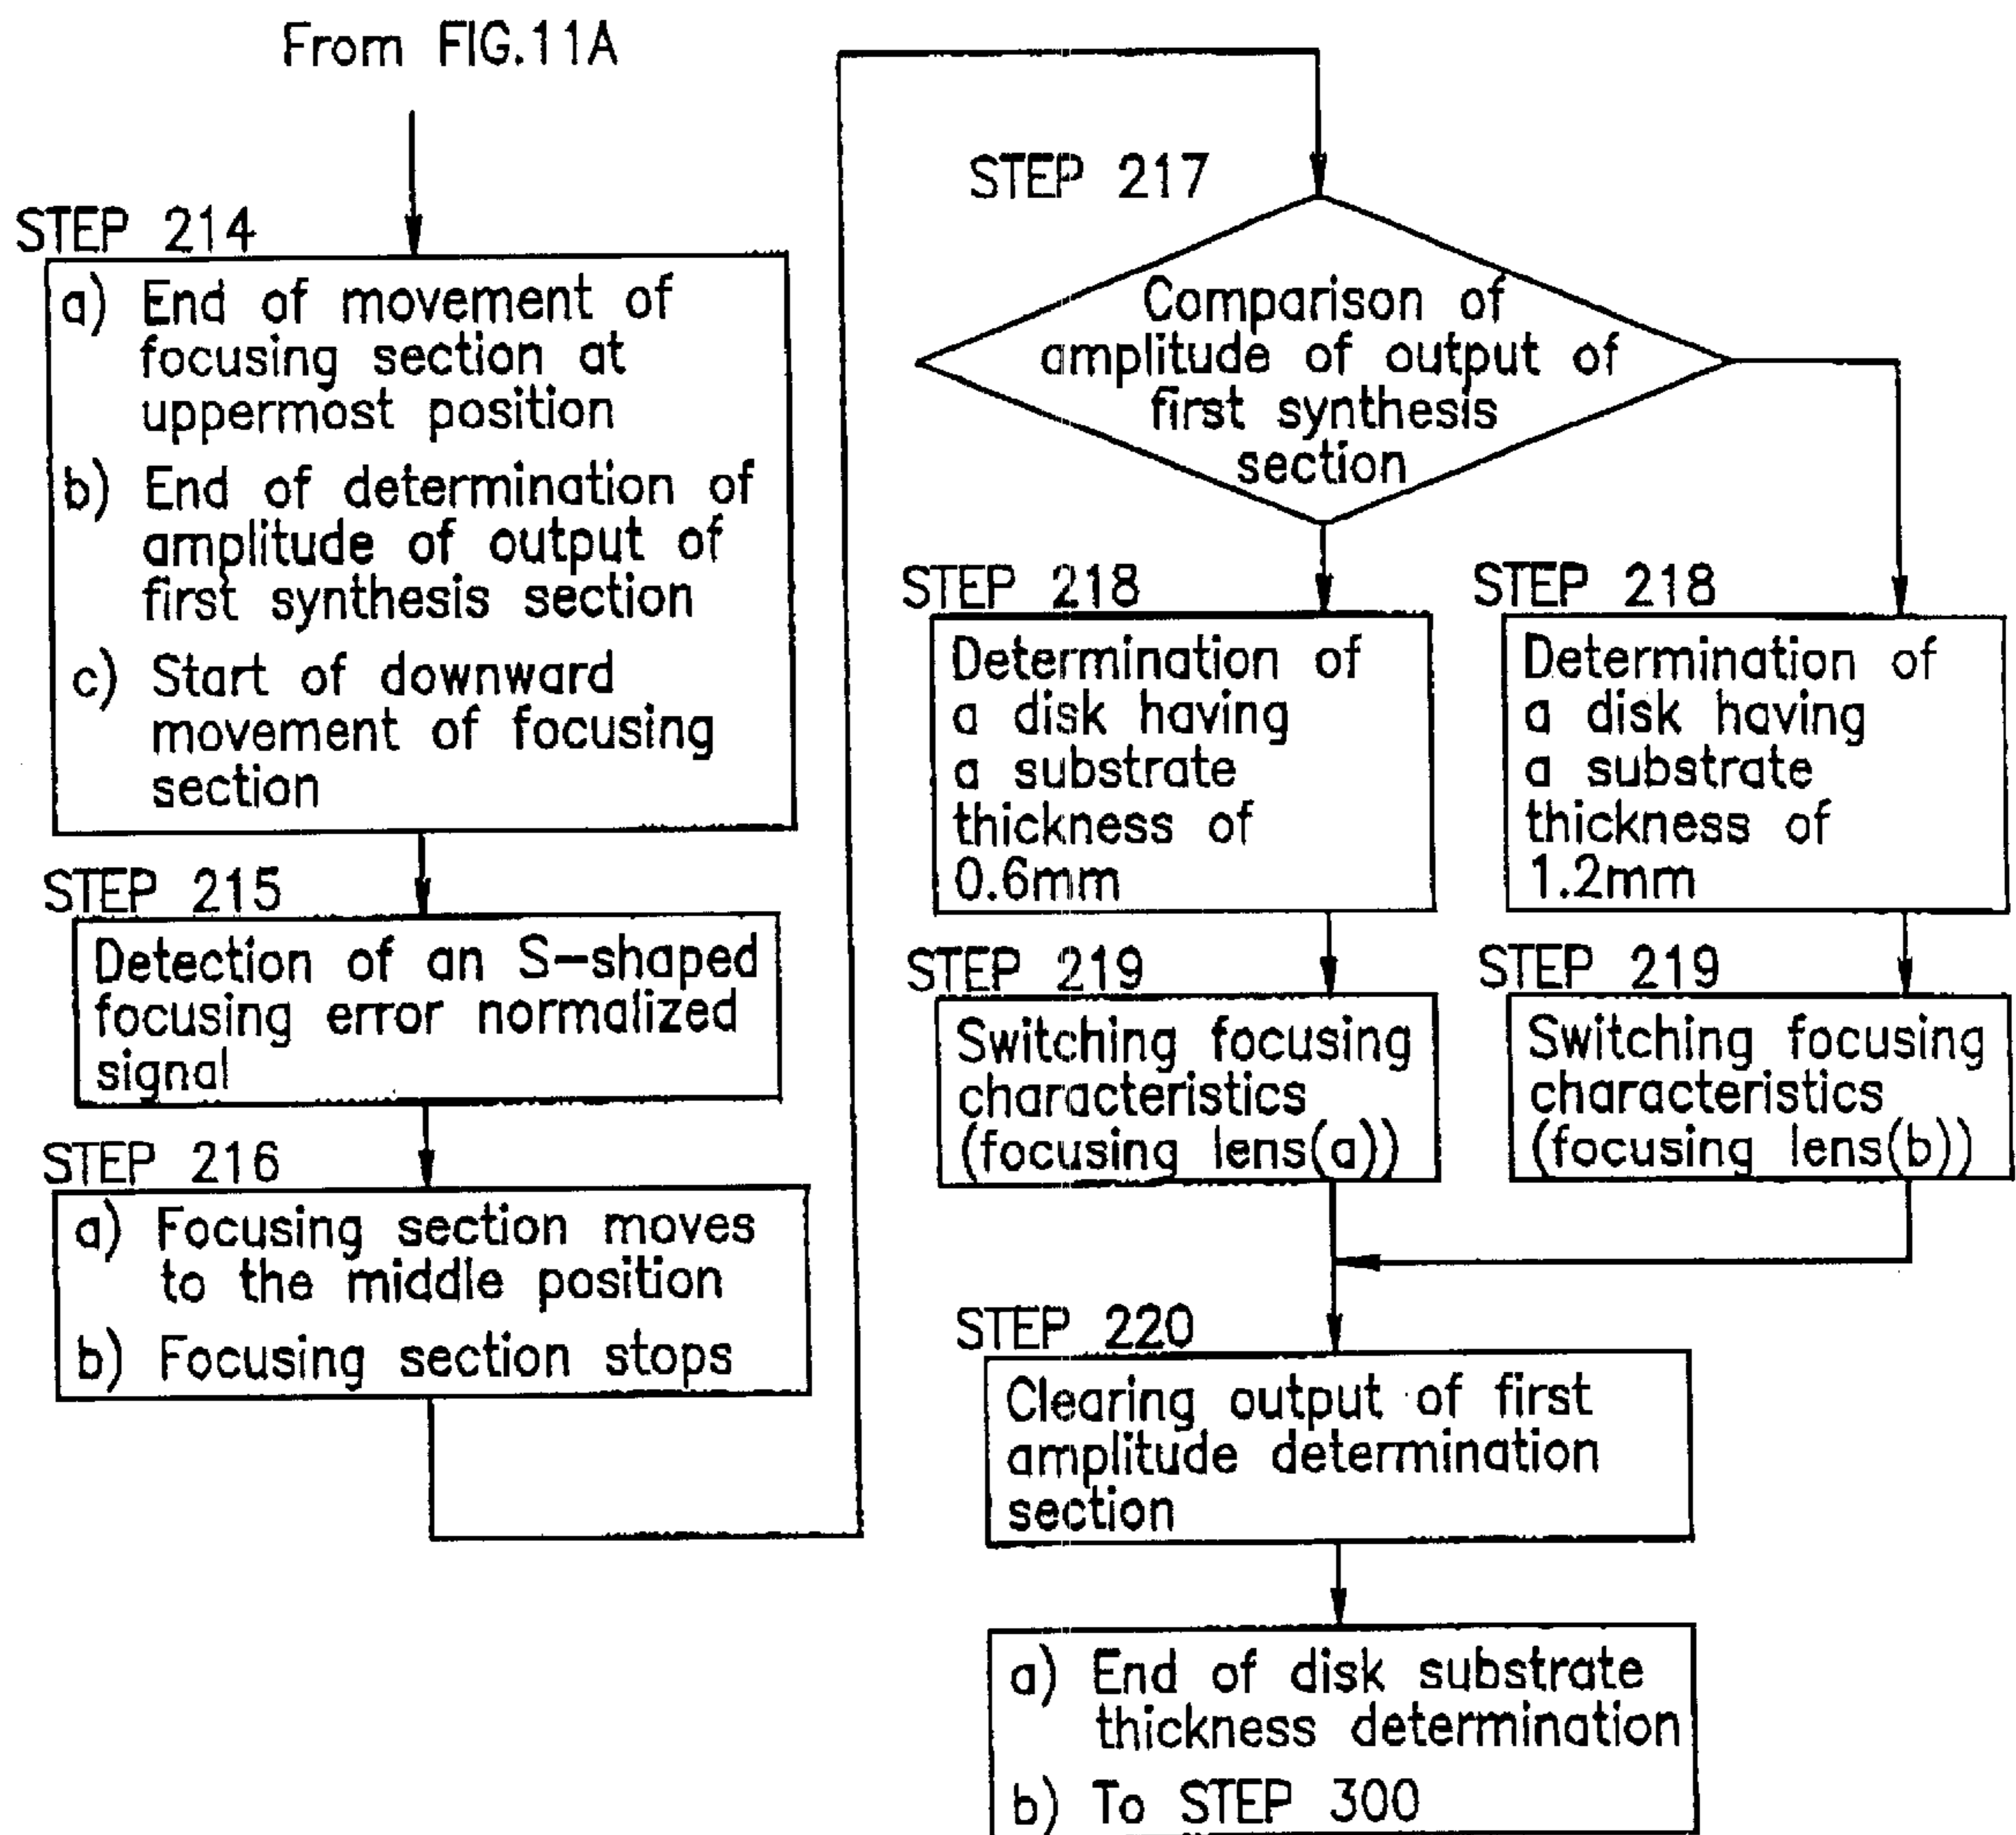 From FIG.11A
STEP 214
a) End of movement of
focusing section at
uppermost position
b) End of determination of
amplitude of output of
first synthesis section
c) Start of downward
movement of focusing
section
STEP 215
Detection of an S-shaped
focusing error normalized
signal
STEP 216
a) Focusing section moves
to the middle position
b) Focusing section stops
STEP 217
Comparison of
amplitude of output of
first synthesis
section
STEP 218
Determination of
a disk having
a substrate
thickness of
0.6mm
STEP 218
Determination of
a disk having
a substrate
thickness of
1.2mm
STEP 219
Switching focusing
characteristics
(focusing lens(a))
STEP 219
Switching focusing
characteristics
(focusing lens(b))
STEP 220
Clearing output of first
amplitude determination
section
a) End of disk substrate
thickness determination
b) To STEP 300